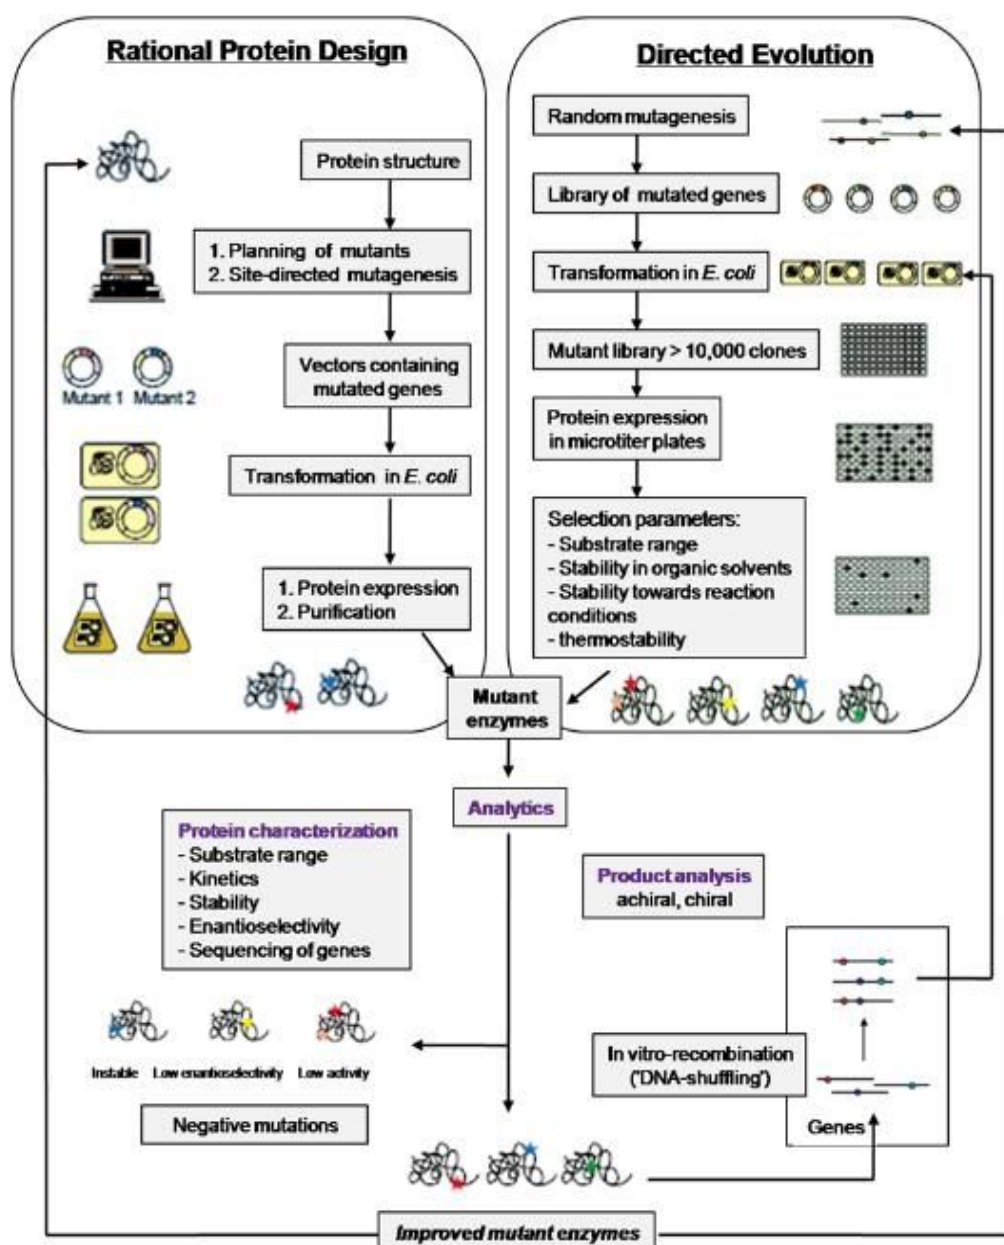 Rational Protein Design
Protein structure
1. Planning of mutants
2. Site-directed mutagenesis
Mutant 1 Mutant 2
Vectors containing
mutated genes
Transformation in E. coli
1. Protein expression
2. Purification
Directed Evolution
Random mutagenesis
Library of mutated genes
Transformation in E. coli
Mutant library > 10,000 clones
Protein expression
in microtiter plates
Selection parameters:
- Substrate range
- Stability in organic solvents
- Stability towards reaction
conditions
- thermostability
Mutant
enzymes
Analytics
Protein characterization
- Substrate range
- Kinetics
- Stability
- Enantioselectivity
- Sequencing of genes
Product analysis
achiral, chiral
Instable Low enantioselectivity Low activity
Negative mutations
In vitro-recombination
('DNA-shuffling')
Genes
Improved mutant enzymes